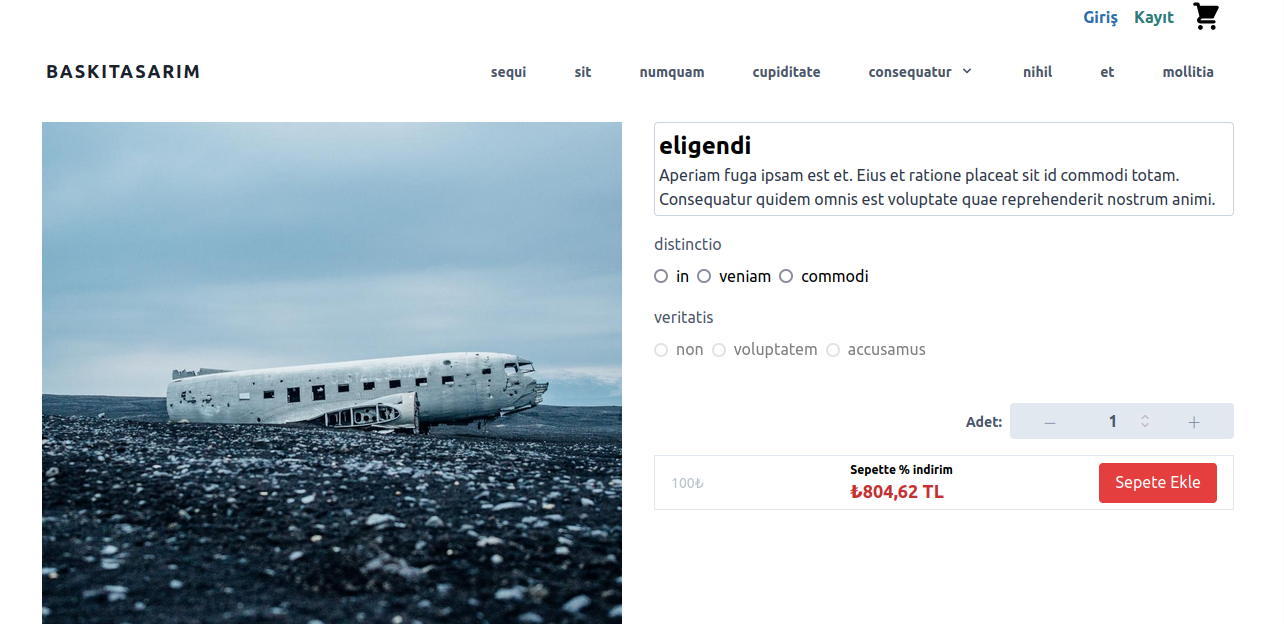 Giriş Kayıt
BASKITASARIM
sequi sit numquam cupiditate consequatur nihil et mollitia
eligendi
Aperiam fuga ipsam est et. Eius et ratione placeat sit id commodi totam.
Consequatur quidem omnis est voluptate quae reprehenderit nostrum animi.
distinctio
in veniam commodi
veritatis
non voluptatem accusamus
Adet: – 1 +
100₺
Sepette % indirim
₺804,62 TL
Sepete Ekle